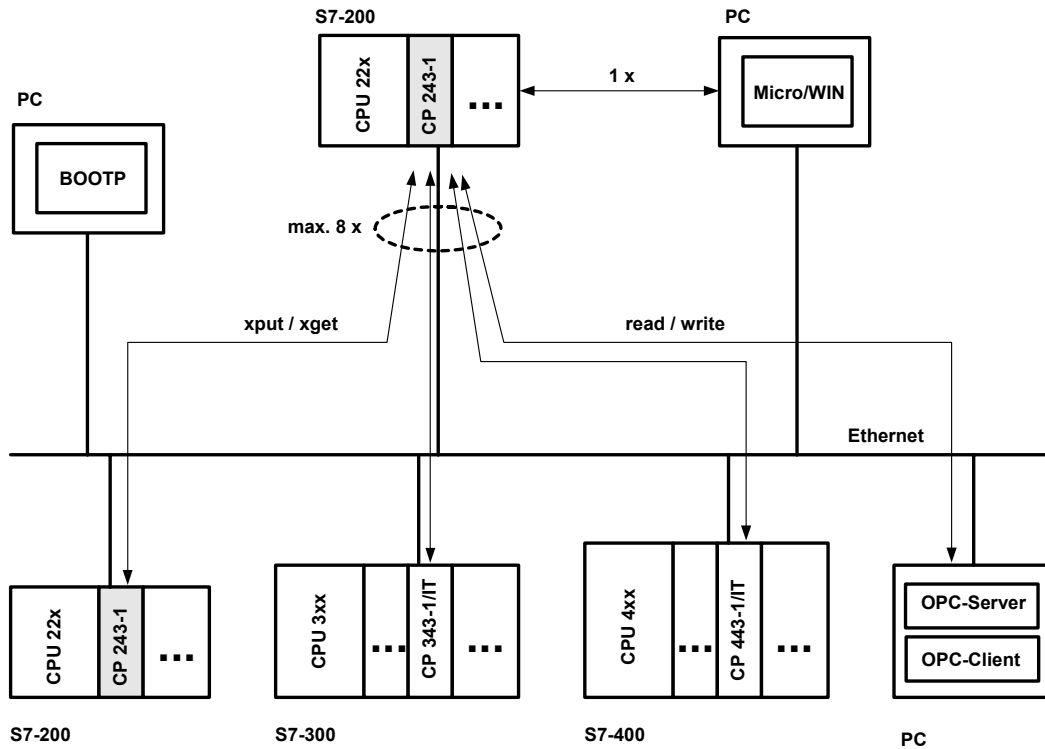 S7-200
PC
CPU 22x
CP 243-1
...
1 x
Micro/WIN
PC
BOOTP
max. 8 x
xput / xget
read / write
Ethernet
CPU 22x
CP 243-1
...
S7-200
CPU 3xx
...
CP 343-1/IT
...
S7-300
CPU 4xx
...
CP 443-1/IT
...
S7-400
OPC-Server
OPC-Client
PC